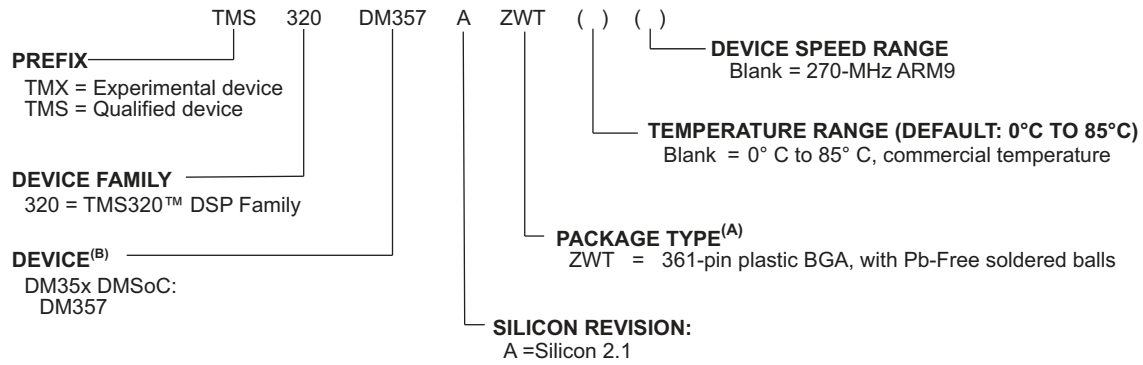 TMS 320 DM357 A ZWT ( ) ( )
PREFIX
TMX = Experimental device
TMS = Qualified device
DEVICE SPEED RANGE
Blank = 270-MHz ARM9
TEMPERATURE RANGE (DEFAULT: 0°C TO 85°C)
Blank = 0° C to 85° C, commercial temperature
DEVICE FAMILY
320 = TMS320™ DSP Family
PACKAGE TYPE(A)
ZWT = 361-pin plastic BGA, with Pb-Free soldered balls
DEVICE(B)
DM35x DMSoC:
DM357
SILICON REVISION:
A =Silicon 2.1